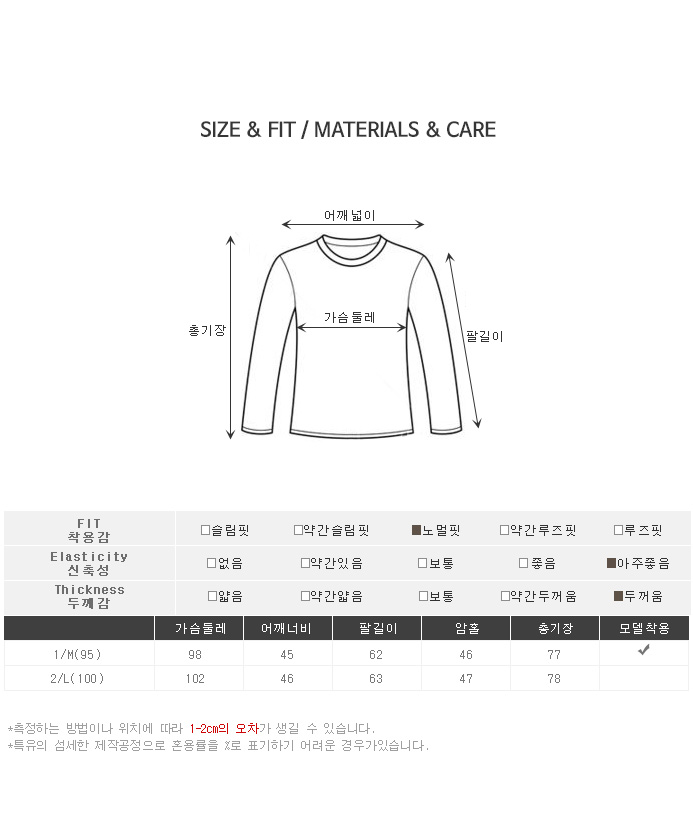 SIZE & FIT / MATERIALS & CARE
어깨넓이
가슴둘레
총기장
팔길이
FIT
착용감
□슬림핏 □약간슬림핏 ■노멀핏 □약간루즈핏 □루즈핏
Elasticity
신축성
□없음 □약간있음 □보통 □좋음 ■아주쫗음
Thickness
두께감
□얇음 □약간얇음 □보통 □약간두꺼움 ■두꺼움
가슴둘레 어깨너비 팔길이 암홀 총기장 모델착용
1/M(95) 98 45 62 46 77 ✔
2/L(100) 102 46 63 47 78
*측정하는 방법이나 위치에 따라 1-2cm의 오차가 생길 수 있습니다.
*특유의 섬세한 제작공정으로 혼용률을 %로 표기하기 어려운 경우가있습니다.